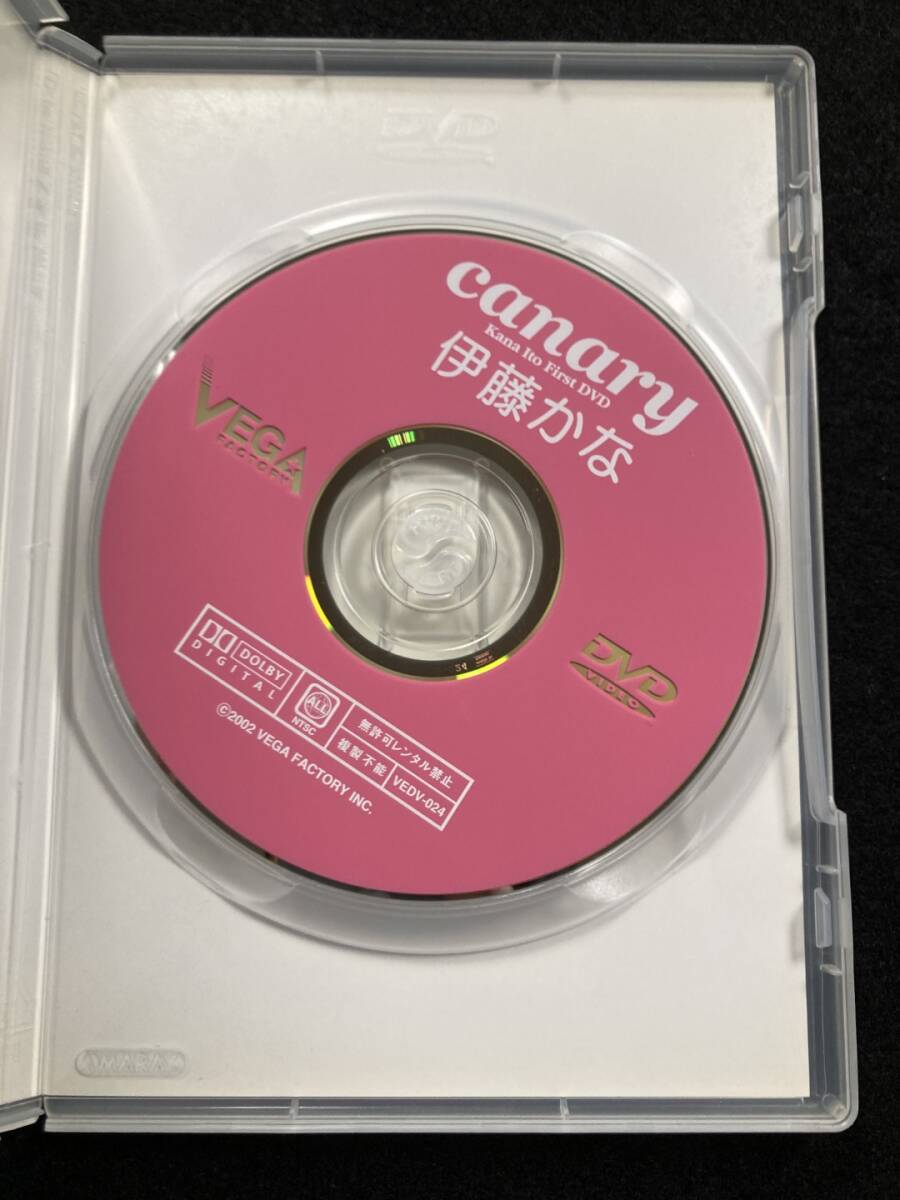 canary
Kana Ito First DVD
伊藤かな
VEGA
FACTORY
DVD
VIDEO
DOLBY
DIGITAL
ALL
NTSC
無許可レンタル禁止
複製不能
VEDV-024
©2002 VEGA FACTORY INC.
AMARAY